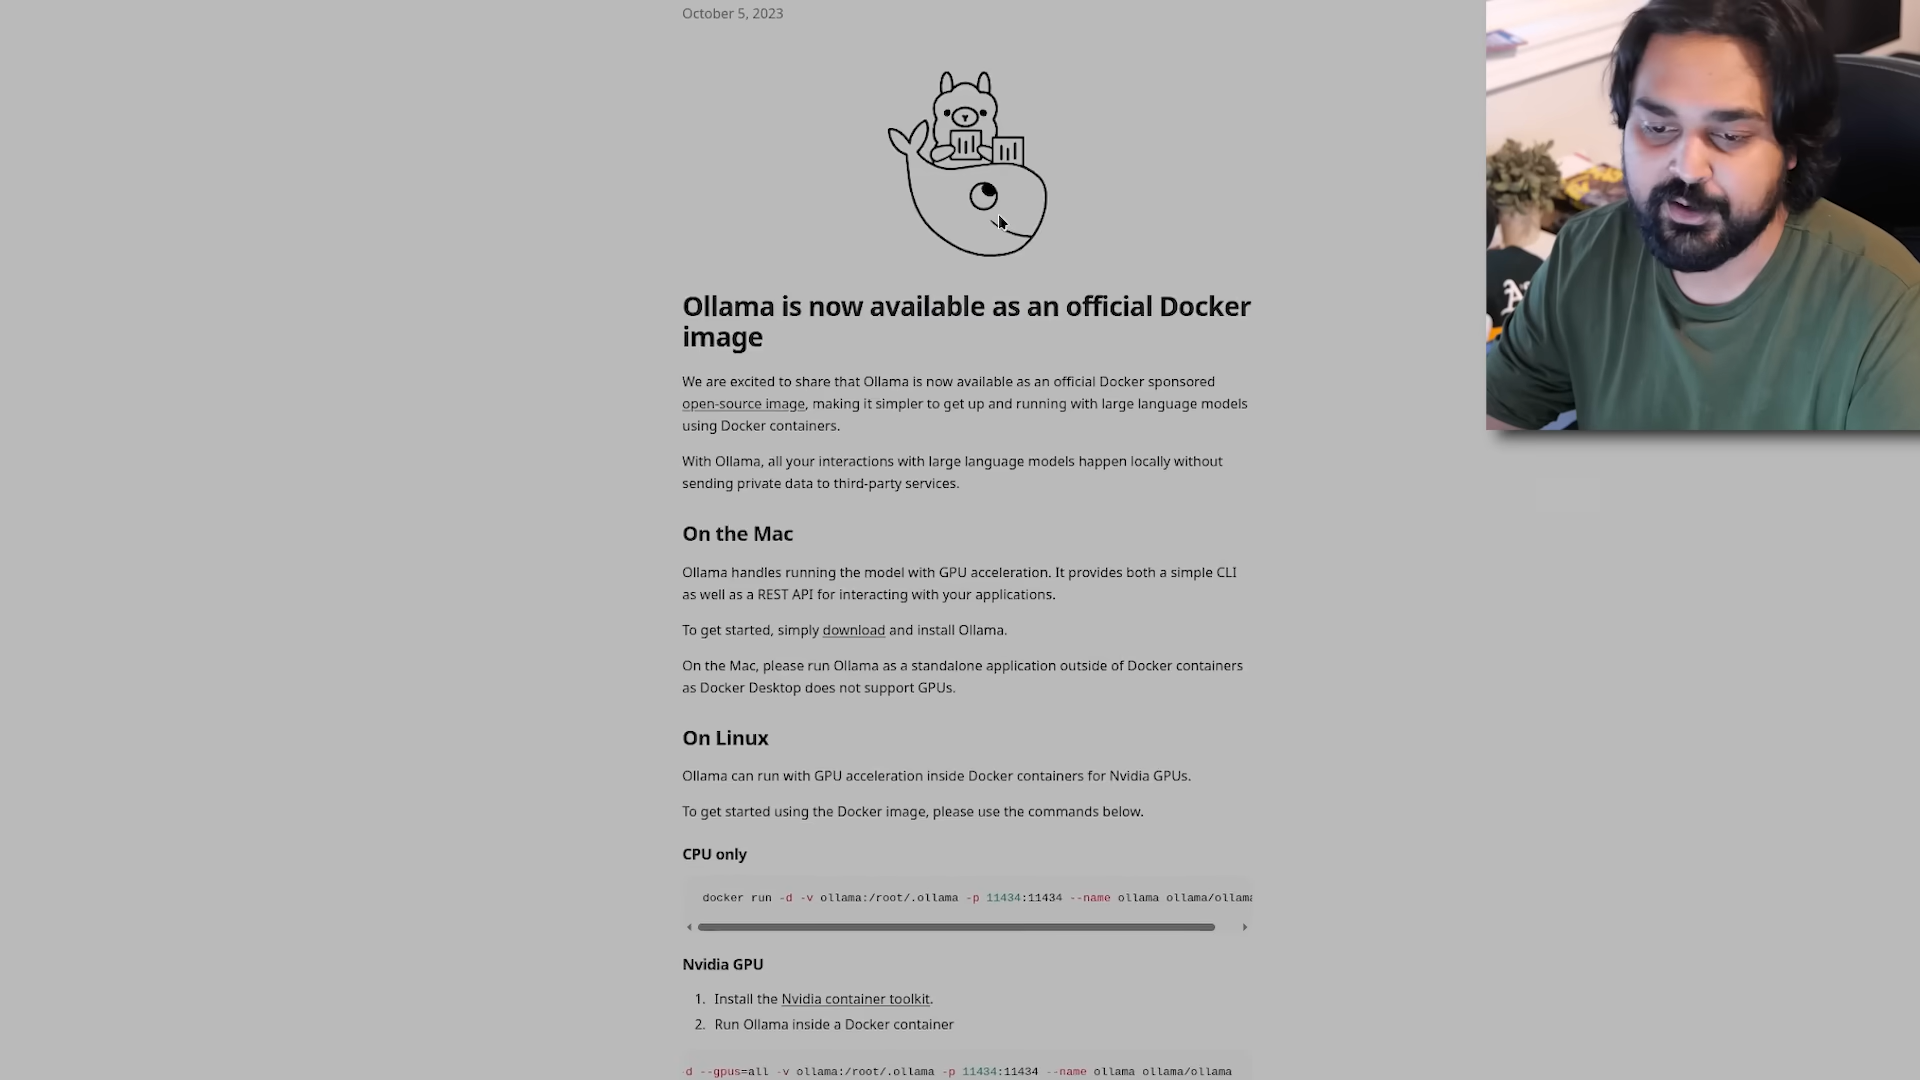 October 5, 2023
Ollama is now available as an official Docker
image
We are excited to share that Ollama is now available as an official Docker sponsored
open-source image, making it simpler to get up and running with large language models
using Docker containers.
With Ollama, all your interactions with large language models happen locally without
sending private data to third-party services.
On the Mac
Ollama handles running the model with GPU acceleration. It provides both a simple CLI
as well as a REST API for interacting with your applications.
To get started, simply download and install Ollama.
On the Mac, please run Ollama as a standalone application outside of Docker containers
as Docker Desktop does not support GPUs.
On Linux
Ollama can run with GPU acceleration inside Docker containers for Nvidia GPUs.
To get started using the Docker image, please use the commands below.
CPU only
docker run -d -v ollama:/root/.ollama -p 11434:11434 --name ollama ollama/ollama
Nvidia GPU
1. Install the Nvidia container toolkit.
2. Run Ollama inside a Docker container
d --gpus=all -v ollama:/root/.ollama -p 11434:11434 --name ollama ollama/ollama